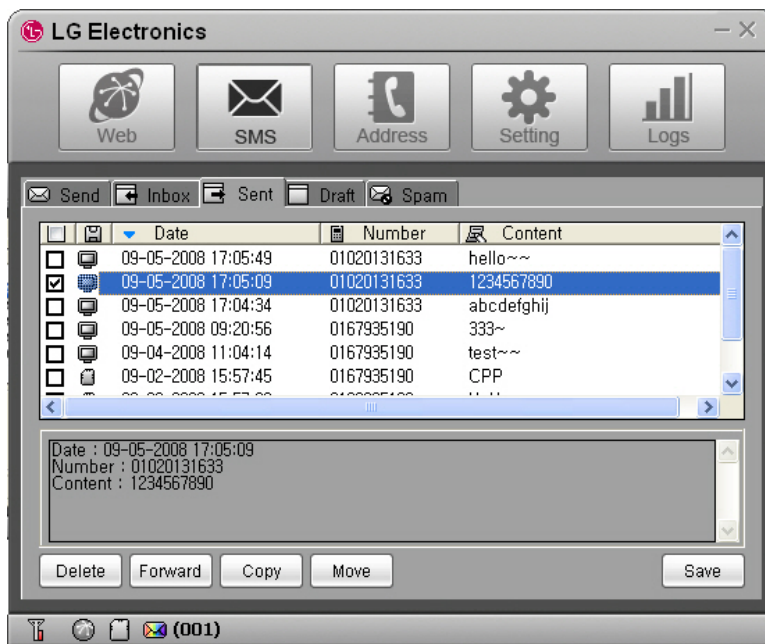 LG Electronics
Web SMS Address Setting Logs
Send Inbox Sent Draft Spam
Date Number Content
09-05-2008 17:05:49 01020131633 hello~~
09-05-2008 17:05:09 01020131633 1234567890
09-05-2008 17:04:34 01020131633 abcdefghij
09-05-2008 09:20:56 0167935190 333~
09-04-2008 11:04:14 0167935190 test~~
09-02-2008 15:57:45 0167935190 CPP
Date : 09-05-2008 17:05:09
Number : 01020131633
Content : 1234567890
Delete Forward Copy Move Save
(001)